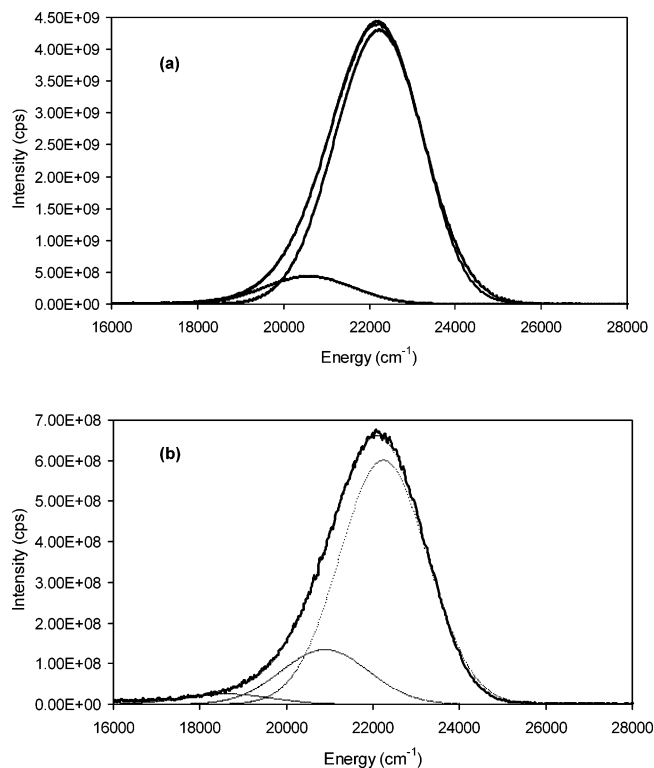 4.50E+09
4.00E+09
3.50E+09
3.00E+09
2.50E+09
2.00E+09
1.50E+09
1.00E+09
5.00E+08
0.00E+00
Intensity (cps)
(a)
16000 18000 20000 22000 24000 26000 28000
Energy (cm⁻¹)
7.00E+08
6.00E+08
5.00E+08
4.00E+08
3.00E+08
2.00E+08
1.00E+08
0.00E+00
Intensity (cps)
(b)
16000 18000 20000 22000 24000 26000 28000
Energy (cm⁻¹)